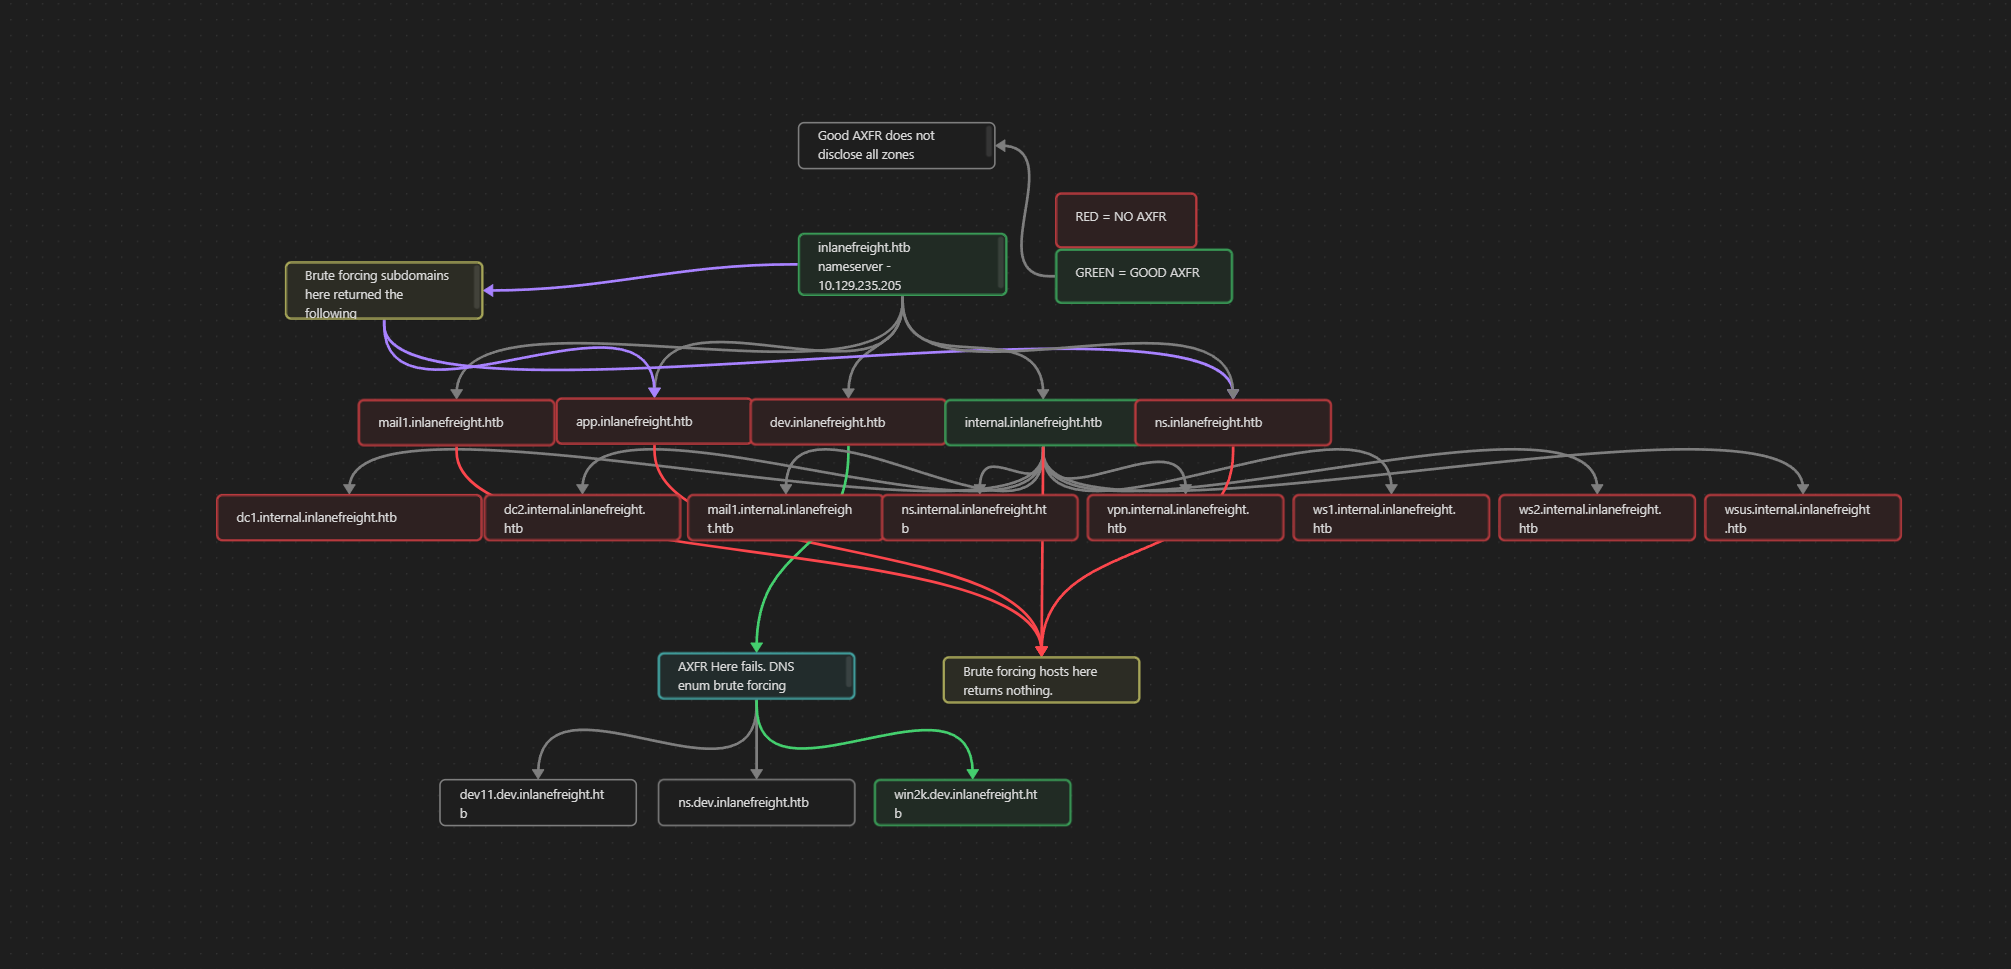 Good AXFR does not
disclose all zones
RED = NO AXFR
inlanefreight.htb
nameserver -
10.129.235.205
GREEN = GOOD AXFR
Brute forcing subdomains
here returned the
following
mail1.inlanefreight.htb
app.inlanefreight.htb
dev.inlanefreight.htb
internal.inlanefreight.htb
ns.inlanefreight.htb
dc1.internal.inlanefreight.htb
dc2.internal.inlanefreight.
htb
mail1.internal.inlanefreigh
t.htb
ns.internal.inlanefreight.ht
b
vpn.internal.inlanefreight.
htb
ws1.internal.inlanefreight.
htb
ws2.internal.inlanefreight.
htb
wsus.internal.inlanefreight
.htb
AXFR Here fails. DNS
enum brute forcing
Brute forcing hosts here
returns nothing.
dev11.dev.inlanefreight.ht
b
ns.dev.inlanefreight.htb
win2k.dev.inlanefreight.ht
b